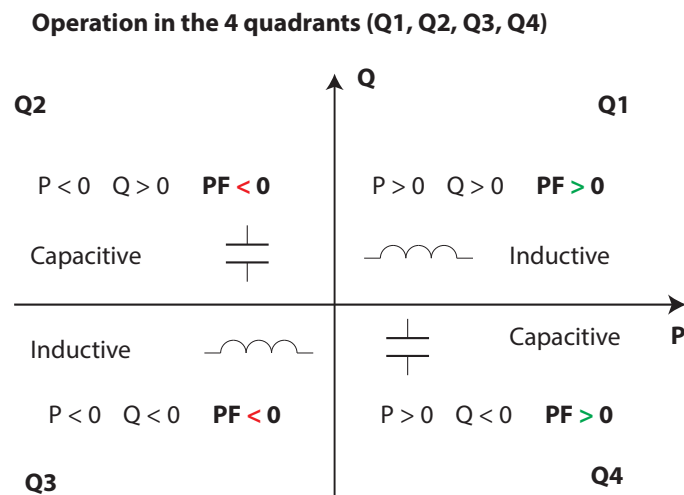 Operation in the 4 quadrants (Q1, Q2, Q3, Q4)
Q
Q2 Q1
P < 0 Q > 0 PF < 0 P > 0 Q > 0 PF > 0
Capacitive Inductive
Inductive Capacitive P
P < 0 Q < 0 PF < 0 P > 0 Q < 0 PF > 0
Q3 Q4